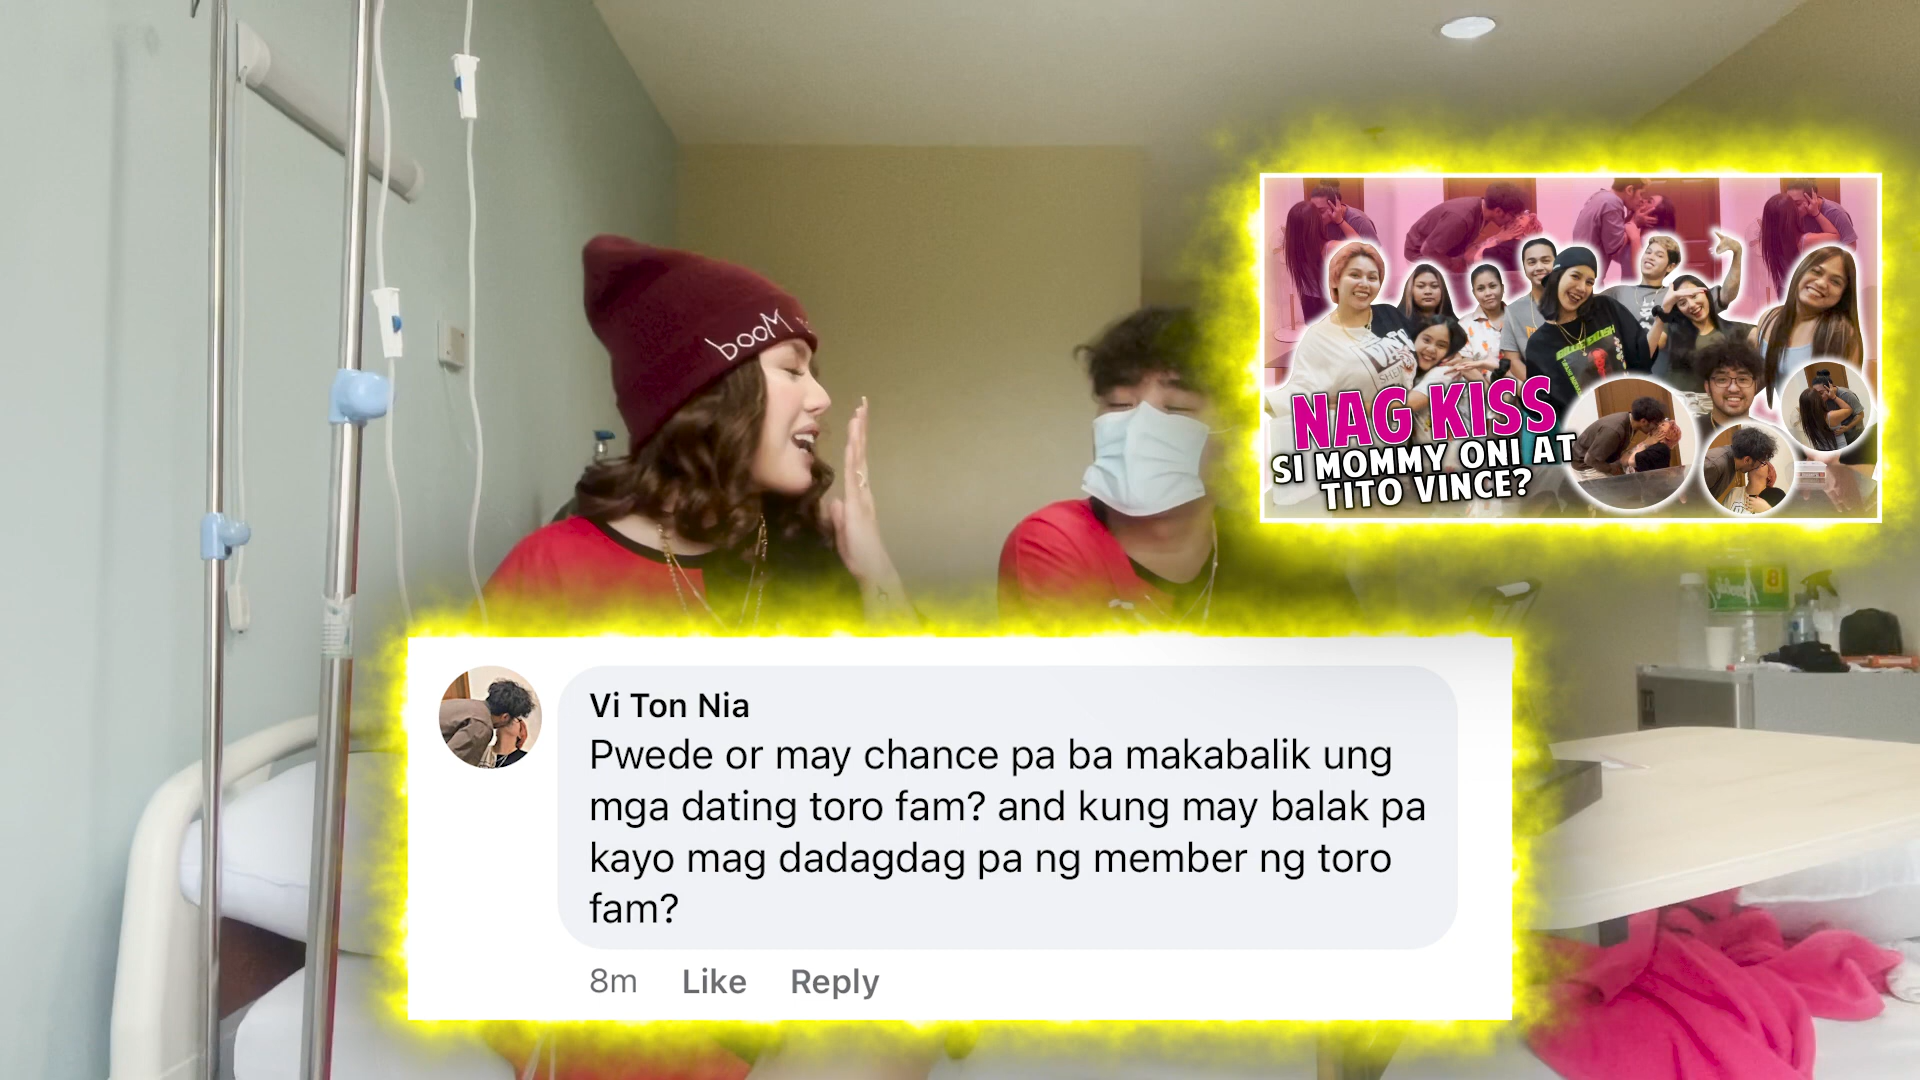 booM
NAG KISS
SI MOMMY ONI AT
TITO VINCE?
Vi Ton Nia
Pwede or may chance pa ba makabalik ung
mga dating toro fam? and kung may balak pa
kayo mag dadagdag pa ng member ng toro
fam?
8m Like Reply